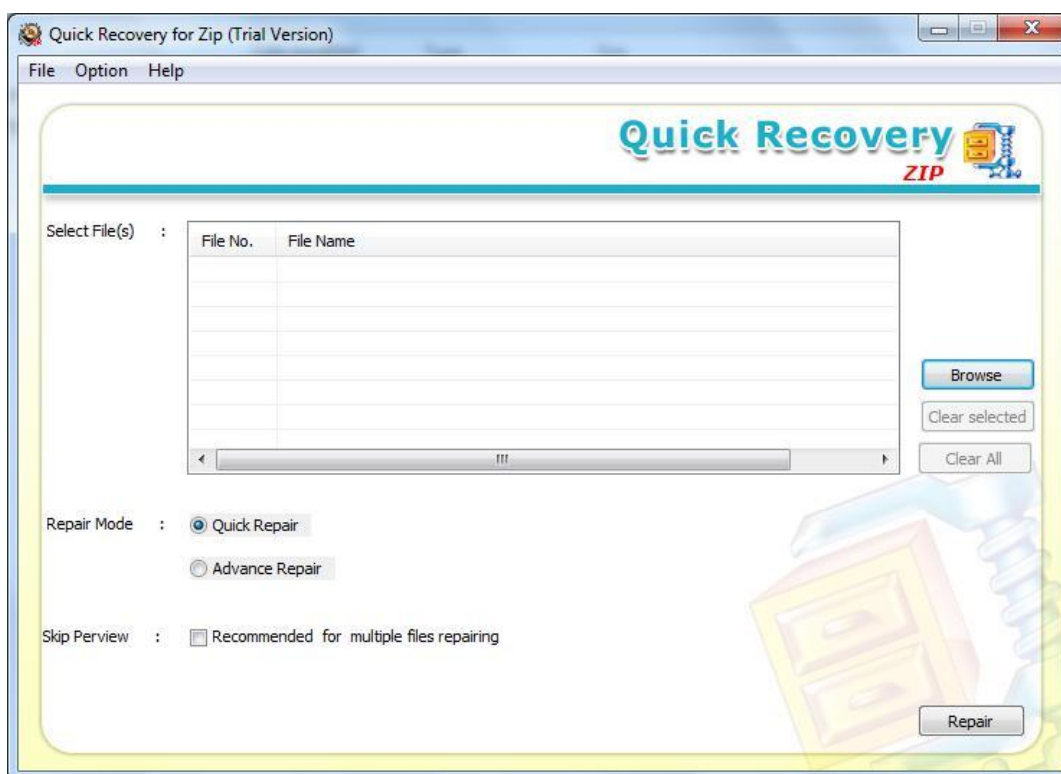 Quick Recovery for Zip (Trial Version)
File Option Help
Quick Recovery
ZIP
Select File(s) :
File No. File Name
Browse
Clear selected
Clear All
Repair Mode : Quick Repair
Advance Repair
Skip Perview : Recommended for multiple files repairing
Repair